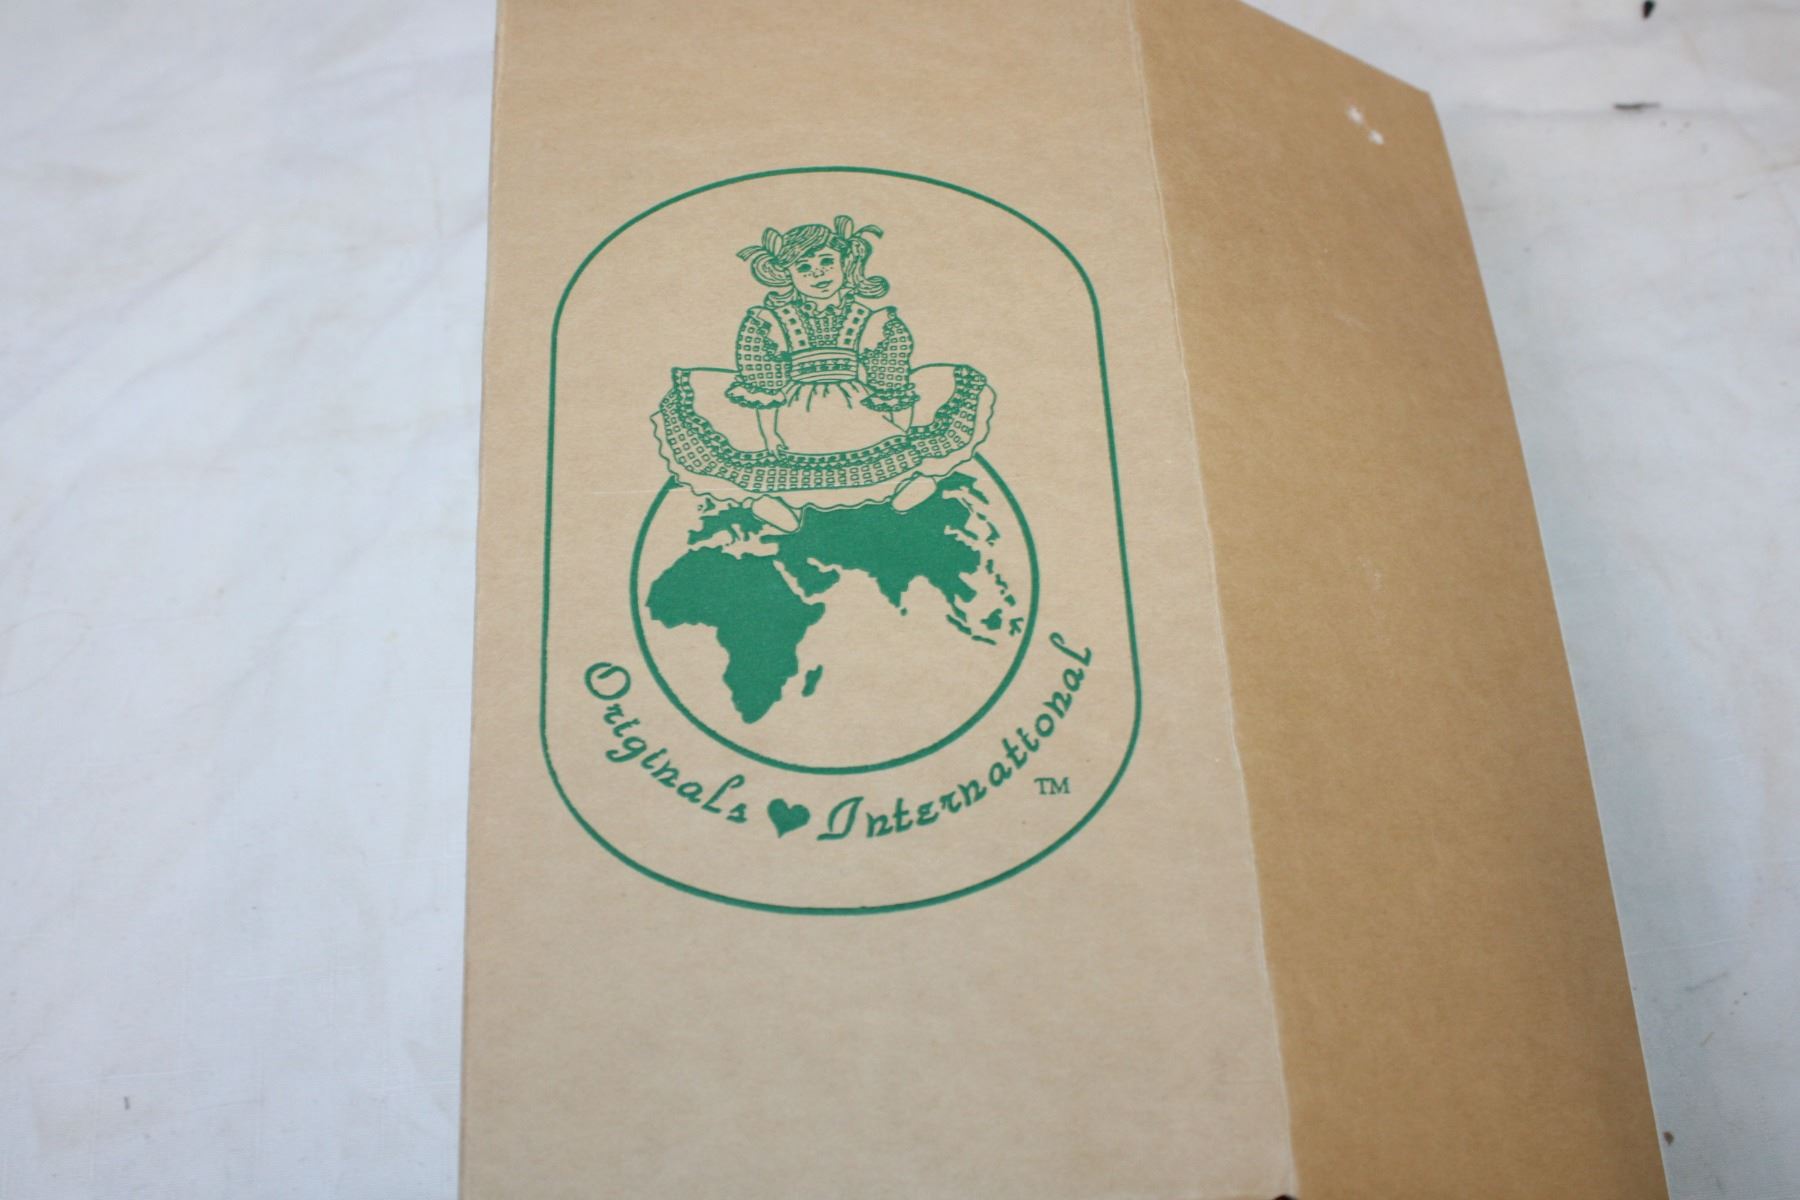 Originals ♥ International
TM